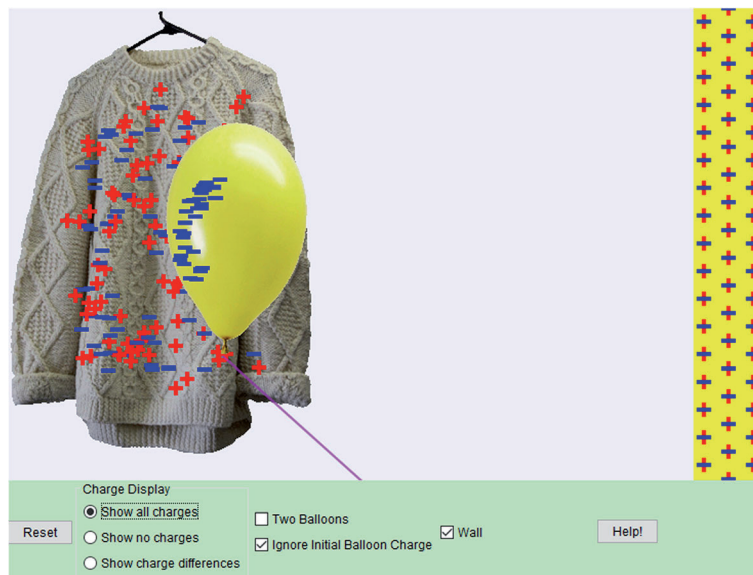 Charge Display
Show all charges
Show no charges
Show charge differences
Reset
Two Balloons
Ignore Initial Balloon Charge
Wall
Help!